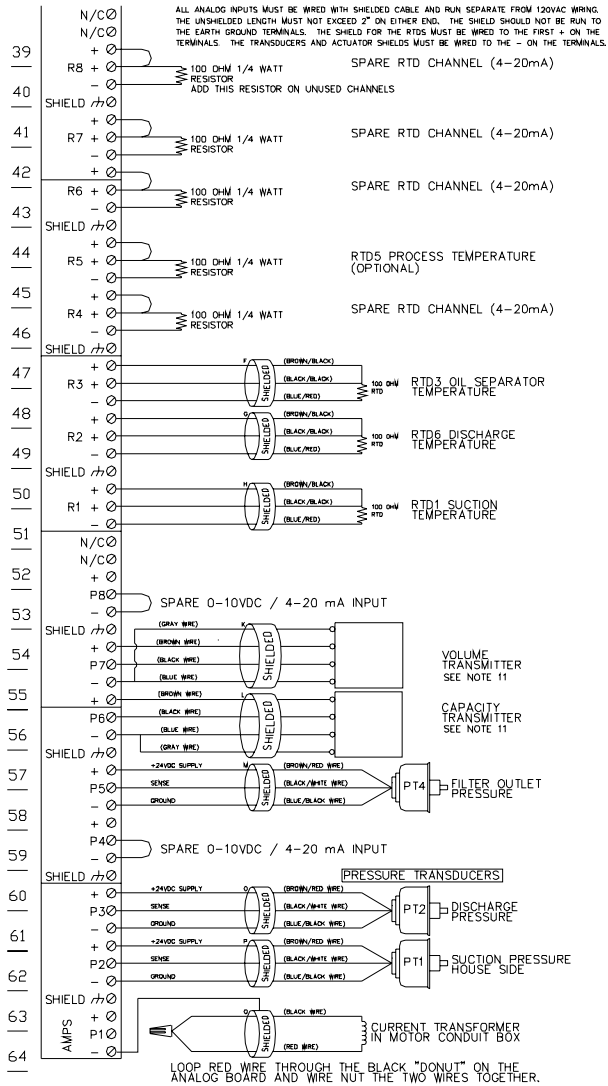 ALL ANALOG INPUTS MUST BE WIRED WITH SHIELDED CABLE AND RUN SEPARATE FROM 120VAC WIRING.
THE UNSHIELDED LENGTH MUST NOT EXCEED 2" ON EITHER END. THE SHIELD SHOULD NOT BE RUN TO
THE EARTH GROUND TERMINALS. THE SHIELD FOR THE RTDS MUST BE WIRED TO THE FIRST + ON THE
TERMINALS. THE TRANSDUCERS AND ACTUATOR SHIELDS MUST BE WIRED TO THE - ON THE TERMINALS.
N/C
N/C
39
+
R8 +
100 OHM 1/4 WATT
RESISTOR
SPARE RTD CHANNEL (4-20mA)
-
ADD THIS RESISTOR ON UNUSED CHANNELS
40
SHIELD
41
+
R7 +
100 OHM 1/4 WATT
RESISTOR
SPARE RTD CHANNEL (4-20mA)
-
42
+
R6 +
100 OHM 1/4 WATT
RESISTOR
SPARE RTD CHANNEL (4-20mA)
-
43
SHIELD
44
+
R5 +
100 OHM 1/4 WATT
RESISTOR
RTD5 PROCESS TEMPERATURE
(OPTIONAL)
-
45
+
R4 +
100 OHM 1/4 WATT
RESISTOR
SPARE RTD CHANNEL (4-20mA)
-
46
SHIELD
47
+
F
(BROWN/BLACK)
R3 +
SHIELDED
(BLACK/BLACK)
100 OHM
RTD
RTD3 OIL SEPARATOR
TEMPERATURE
-
(BLUE/RED)
48
+
G
(BROWN/BLACK)
R2 +
SHIELDED
(BLACK/BLACK)
100 OHM
RTD
RTD6 DISCHARGE
TEMPERATURE
49
-
(BLUE/RED)
SHIELD
50
+
H
(BROWN/BLACK)
R1 +
SHIELDED
(BLACK/BLACK)
100 OHM
RTD
RTD1 SUCTION
TEMPERATURE
-
(BLUE/RED)
51
N/C
N/C
52
+
P8
-
SPARE 0-10VDC / 4-20 mA INPUT
53
SHIELD
(GRAY WIRE)
K
+
(BROWN WIRE)
SHIELDED
54
P7
(BLACK WIRE)
VOLUME
TRANSMITTER
SEE NOTE 11
-
(BLUE WIRE)
55
+
(BROWN WIRE)
L
P6
(BLACK WIRE)
SHIELDED
CAPACITY
TRANSMITTER
SEE NOTE 11
56
-
(BLUE WIRE)
SHIELD
(GRAY WIRE)
57
+
+24VDC SUPPLY
M
(BROWN/RED WIRE)
P5
SENSE
SHIELDED
(BLACK/WHITE WIRE)
PT4
FILTER OUTLET
PRESSURE
-
GROUND
(BLUE/BLACK WIRE)
58
+
P4
-
SPARE 0-10VDC / 4-20 mA INPUT
59
SHIELD
PRESSURE TRANSDUCERS
60
+
+24VDC SUPPLY
O
(BROWN/RED WIRE)
P3
SENSE
SHIELDED
(BLACK/WHITE WIRE)
PT2
DISCHARGE
PRESSURE
-
GROUND
(BLUE/BLACK WIRE)
61
+
+24VDC SUPPLY
P
(BROWN/RED WIRE)
P2
SENSE
SHIELDED
(BLACK/WHITE WIRE)
PT1
SUCTION PRESSURE
HOUSE SIDE
62
-
GROUND
(BLUE/BLACK WIRE)
SHIELD
63
AMPS
+
(BLACK WIRE)
P1
SHIELDED
CURRENT TRANSFORMER
IN MOTOR CONDUIT BOX
-
(RED WIRE)
64
LOOP RED WIRE THROUGH THE BLACK "DONUT" ON THE
ANALOG BOARD AND WIRE NUT THE TWO WIRES TOGETHER.